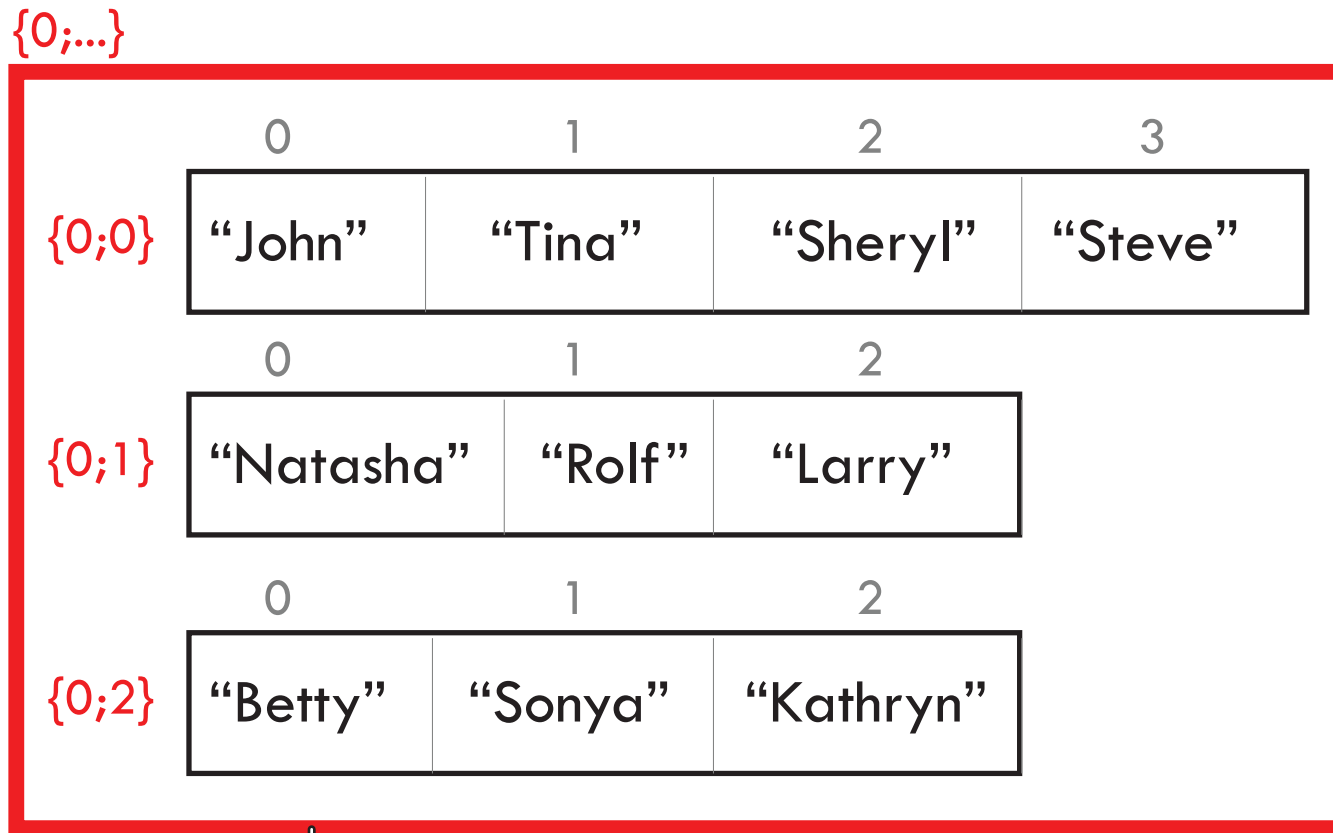 {0;...}
0 1 2 3
{0;0} “John” “Tina” “Sheryl” “Steve”
0 1 2
{0;1} “Natasha” “Rolf” “Larry”
0 1 2
{0;2} “Betty” “Sonya” “Kathryn”